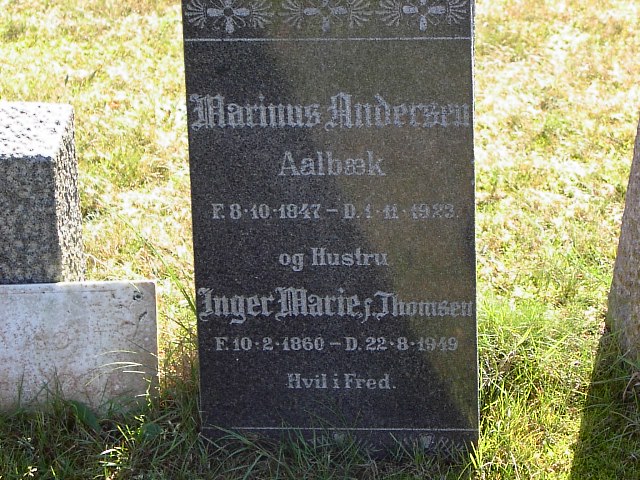 Marinus Andersen
Aalbæk
F. 8-10-1847 - D. 1-11-1923.
og Hustru
Inger Marie f. Thomsen
F. 10-2-1860 - D. 22-8-1949
Hvil i Fred.